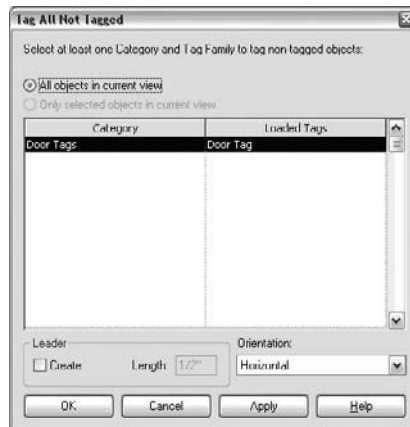 Tag All Not Tagged
Select at least one Category and Tag Family to tag non tagged objects:
All objects in current view
Only selected objects in current view
Category Loaded Tags
Door Tags Door Tag
Leader
Create Length: 1/2"
Orientation:
Horizontal
OK Cancel Apply Help